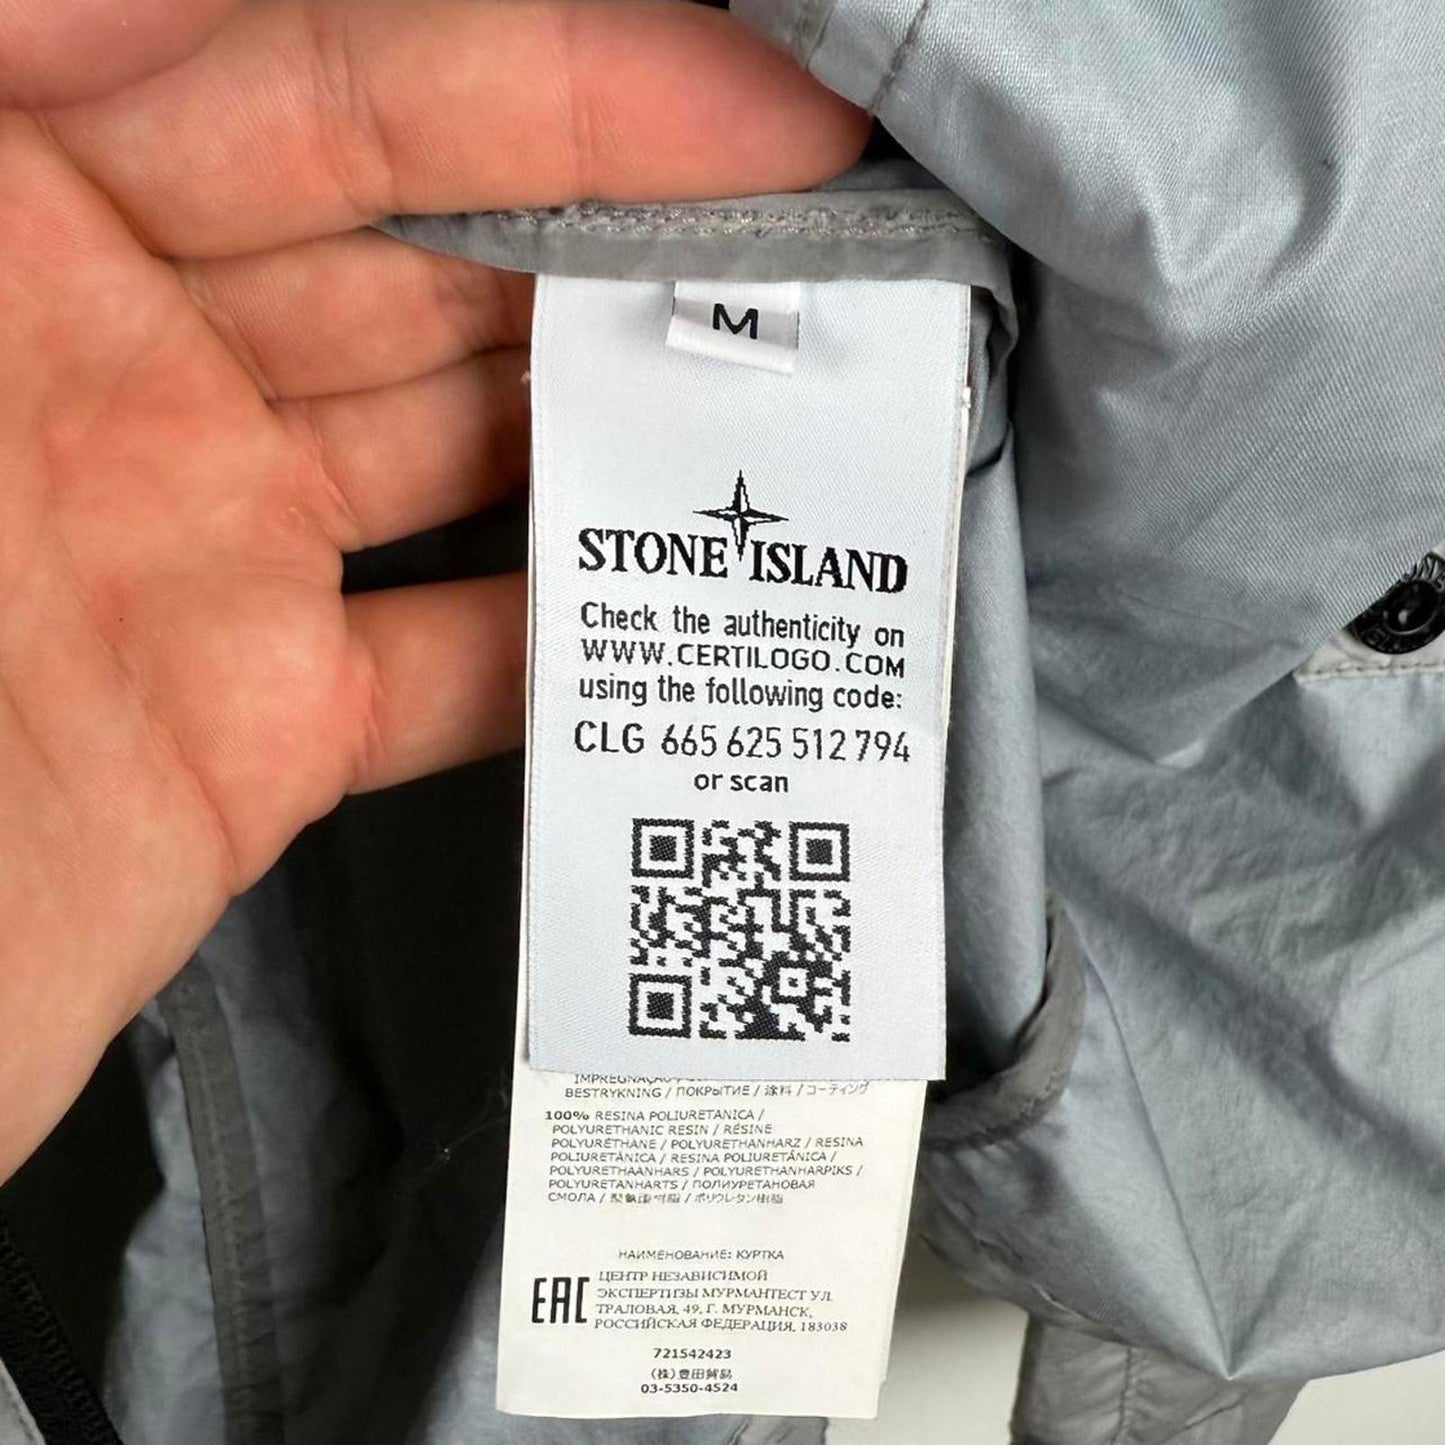 M
STONE ISLAND
Check the authenticity on
WWW.CERTILOGO.COM
using the following code:
CLG 665 625 512 794
or scan
BESTRYKNING / ПОКРЫТИЕ / 涂料 / コーティング
100% RESINA POLIURETANICA /
POLYURETHANIC RESIN / RÉSINE
POLYURÉTHANE / POLYURETHANHARZ / RESINA
POLIURETÁNICA / RESINA POLIURETÂNICA /
POLYURETHAANHARS / POLYURETHANHARPIKS /
POLYURETANHARTS / ПОЛИУРЕТАНОВАЯ
СМОЛА / 聚氨酯树脂 / ポリウレタン樹脂
НАИМЕНОВАНИЕ: КУРТКА
EAC
ЦЕНТР НЕЗАВИСИМОЙ
ЭКСПЕРТИЗЫ МУРМАНТЕСТ УЛ.
ТРАЛОВАЯ, 49, Г. МУРМАНСК,
РОССИЙСКАЯ ФЕДЕРАЦИЯ, 183038
721542423
(株) 豊田貿易
03-5350-4524